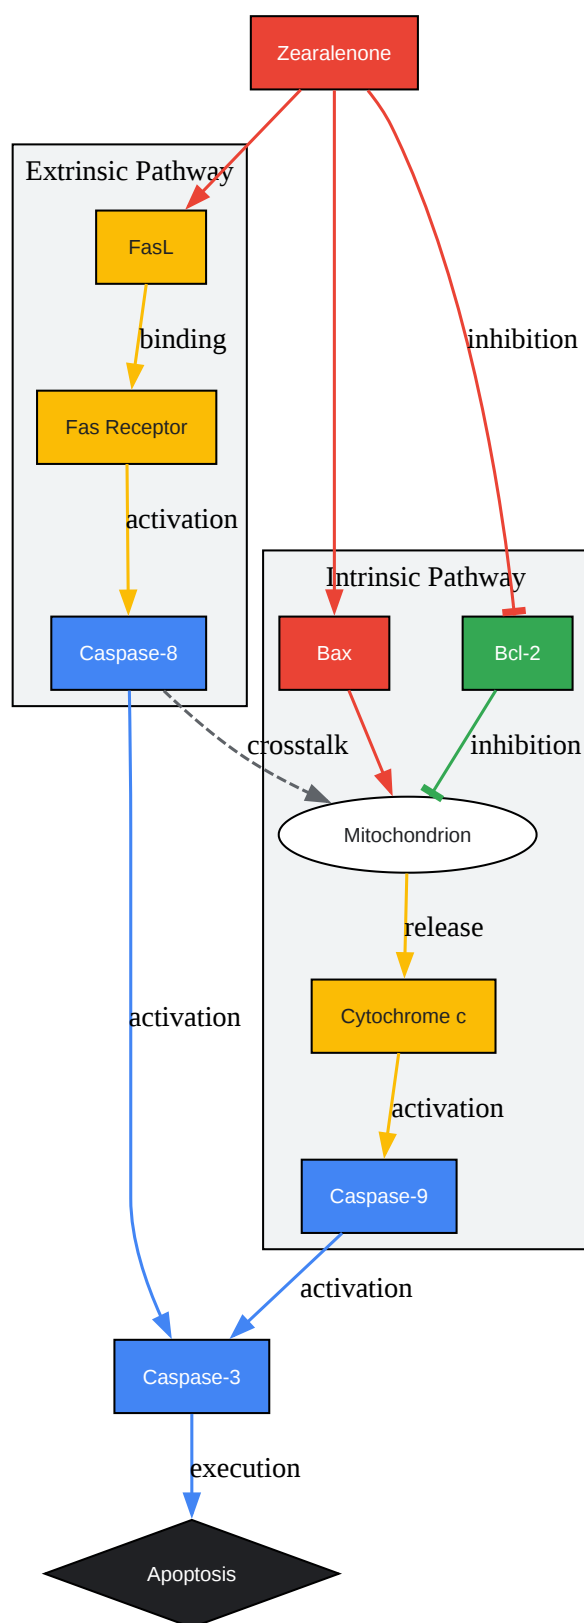 Zearalenone
Extrinsic Pathway
FasL
binding
inhibition
Fas Receptor
activation
Intrinsic Pathway
Caspase-8
Bax
Bcl-2
crosstalk
inhibition
Mitochondrion
release
Cytochrome c
activation
activation
Caspase-9
activation
Caspase-3
execution
Apoptosis